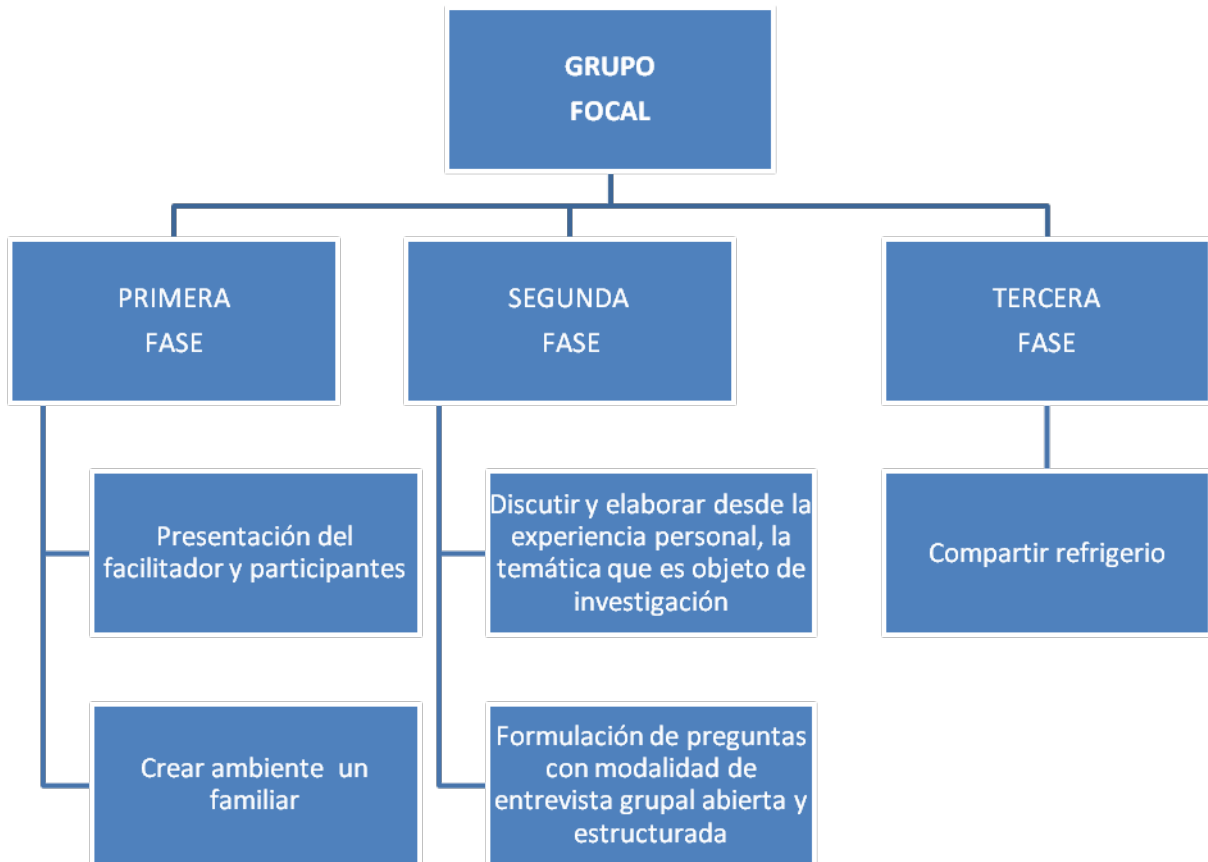 GRUPO
FOCAL
PRIMERA
FASE
SEGUNDA
FASE
TERCERA
FASE
Presentación del
facilitador y participantes
Discutir y elaborar desde la
experiencia personal, la
temática que es objeto de
investigación
Compartir refrigerio
Crear ambiente  un
familiar
Formulación de preguntas
con modalidad de
entrevista grupal abierta y
estructurada